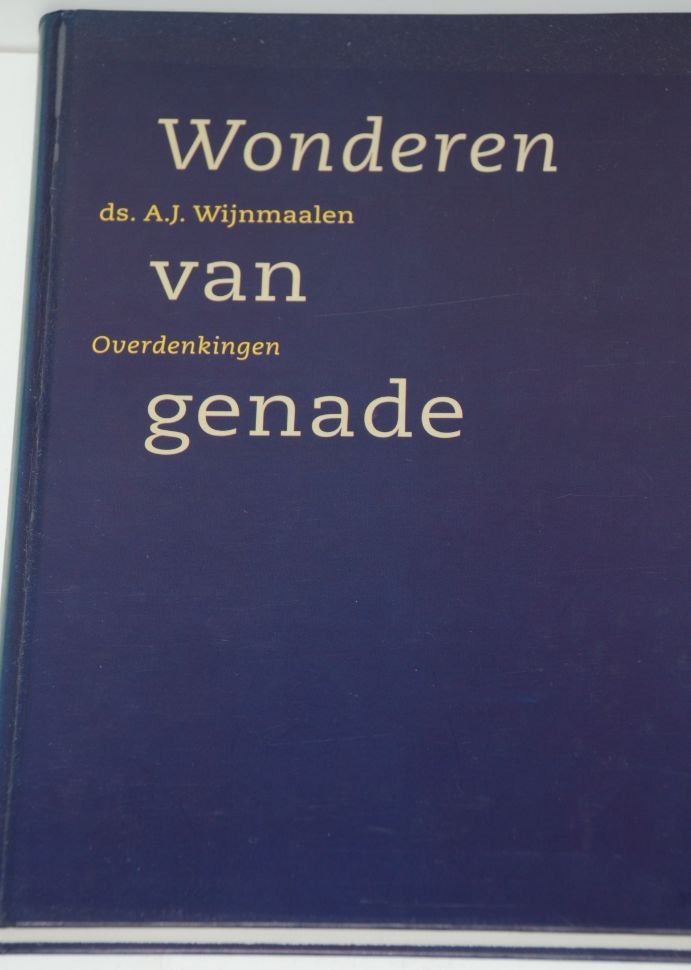 Wonderen
ds. A.J. Wijnmaalen
van
Overdenkingen
genade